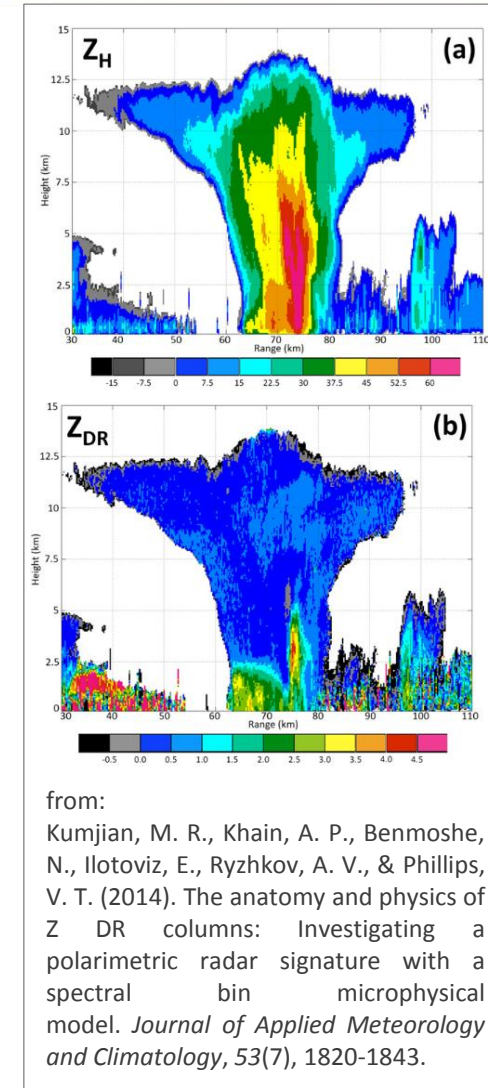 Z_H (a)
15
12.5
10
7.5
5
2.5
0
Height (km)
30 40 50 60 70 80 90 100 110
Range (km)
-15 -7.5 0 7.5 15 22.5 30 37.5 45 52.5 60
Z_DR (b)
15
12.5
10
7.5
5
2.5
0
Height (km)
30 40 50 60 70 80 90 100 110
Range (km)
-0.5 0.0 0.5 1.0 1.5 2.0 2.5 3.0 3.5 4.0 4.5
from:
Kumjian, M. R., Khain, A. P., Benmoshe,
N., Ilotoviz, E., Ryzhkov, A. V., & Phillips,
V. T. (2014). The anatomy and physics of
Z DR columns: Investigating a
polarimetric radar signature with a
spectral bin microphysical
model. Journal of Applied Meteorology
and Climatology, 53(7), 1820-1843.